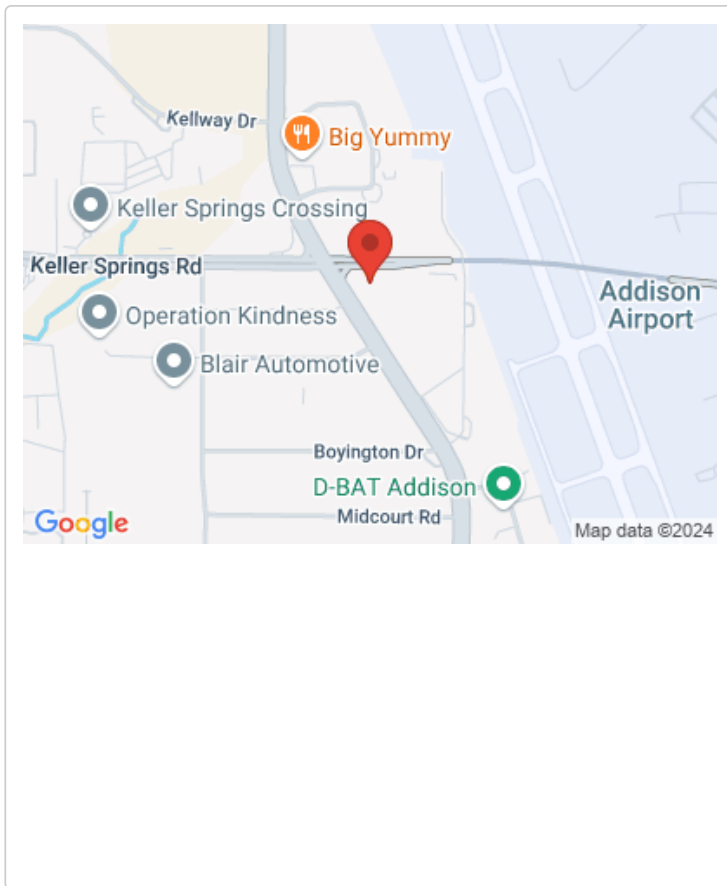 Kellway Dr
Big Yummy
Keller Springs Crossing
Keller Springs Rd
Addison
Airport
Operation Kindness
Blair Automotive
Boyington Dr
D-BAT Addison
Midcourt Rd
Google
Map data ©2024